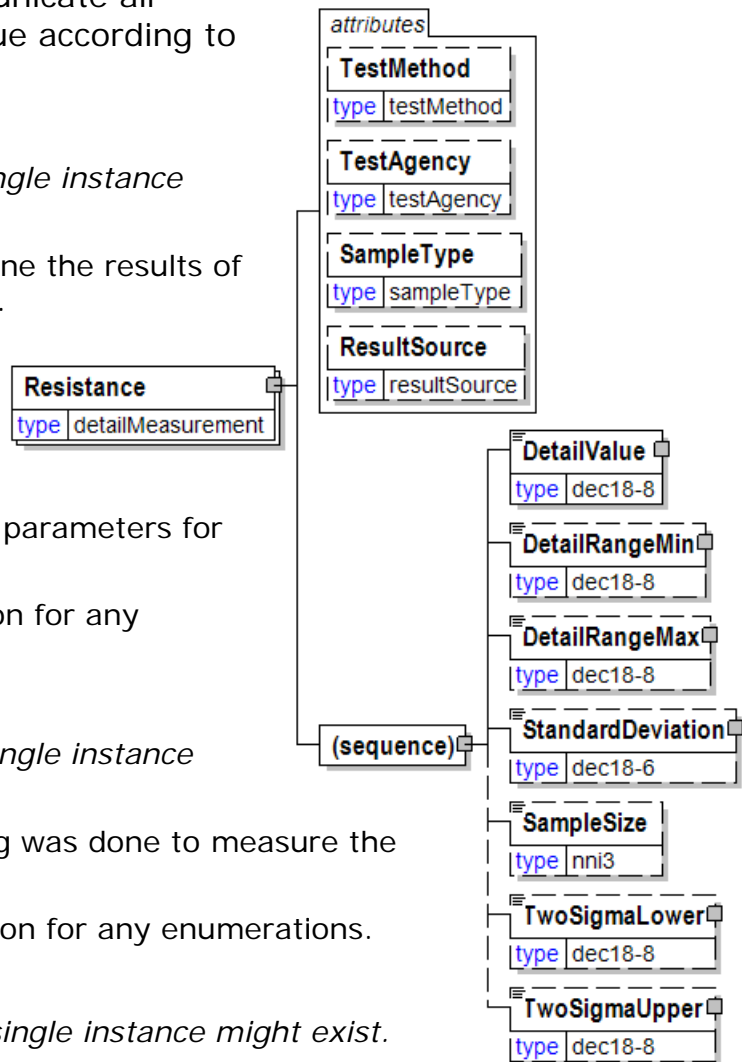 ue according to
attributes
TestMethod
type testMethod
ngle instance
TestAgency
type testAgency
ne the results of
.
SampleType
type sampleType
ResultSource
type resultSource
Resistance
type detailMeasurement
DetailValue
type dec18-8
parameters for
DetailRangeMin
type dec18-8
on for any
DetailRangeMax
type dec18-8
(sequence)
ngle instance
StandardDeviation
type dec18-6
g was done to measure the
SampleSize
type nni3
on for any enumerations.
TwoSigmaLower
type dec18-8
single instance might exist.
TwoSigmaUpper
type dec18-8